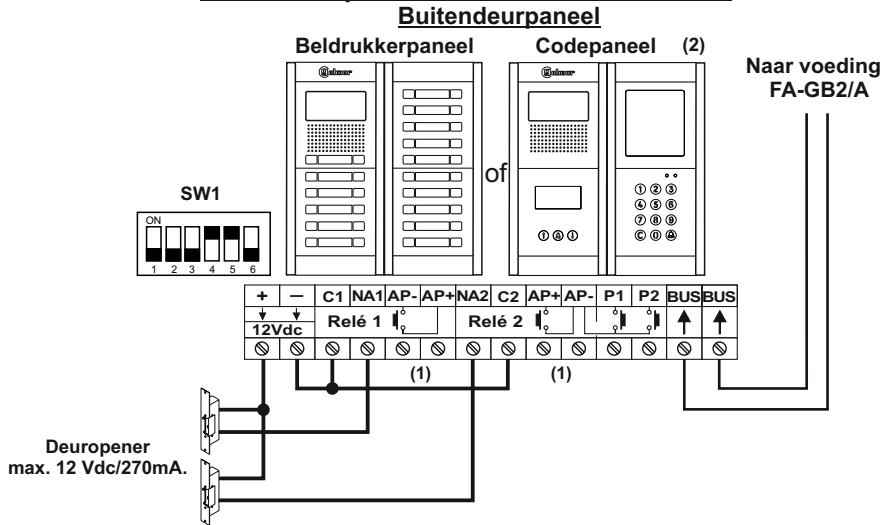 Buitendeurpaneel
Beldrukkerpaneel
Codepaneel (2)
Naar voeding
FA-GB2/A
Golmar
Golmar
of
SW1
ON
1 2 3 4 5 6
1 2 3
4 5 6
7 8 9
C 0
+ – C1 NA1 AP- AP+ NA2 C2 AP+ AP- P1 P2 BUS BUS
12Vdc Relé 1 Relé 2
(1) (1)
Deuropener
max. 12 Vdc/270mA.